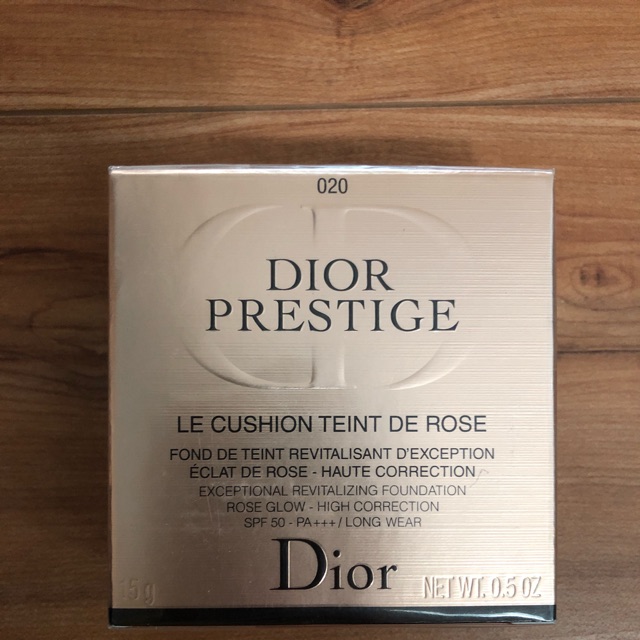 020
DIOR
PRESTIGE
LE CUSHION TEINT DE ROSE
FOND DE TEINT REVITALISANT D'EXCEPTION
ÉCLAT DE ROSE - HAUTE CORRECTION
EXCEPTIONAL REVITALIZING FOUNDATION
ROSE GLOW - HIGH CORRECTION
SPF 50 - PA+++ / LONG WEAR
Dior
15 g NET WT. 0.5 OZ